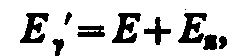 E_γ' = E + E_я,